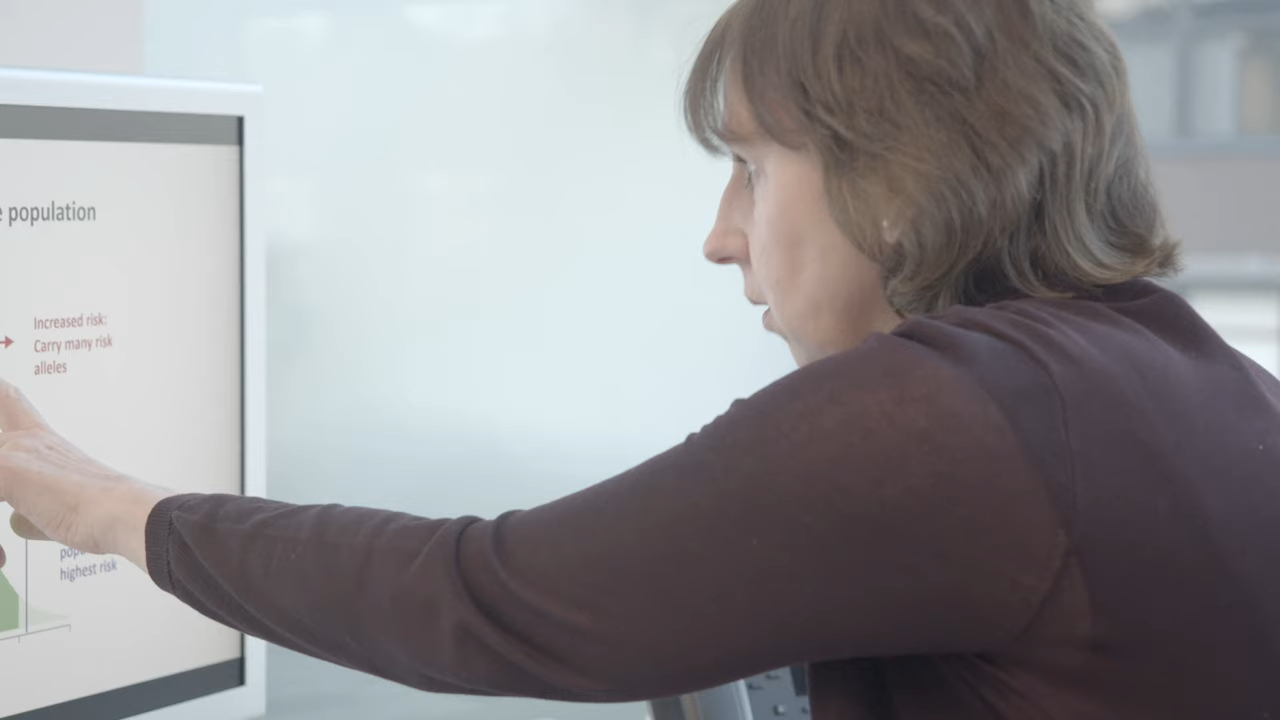 population
Increased risk:
Carry many risk
alleles
highest risk